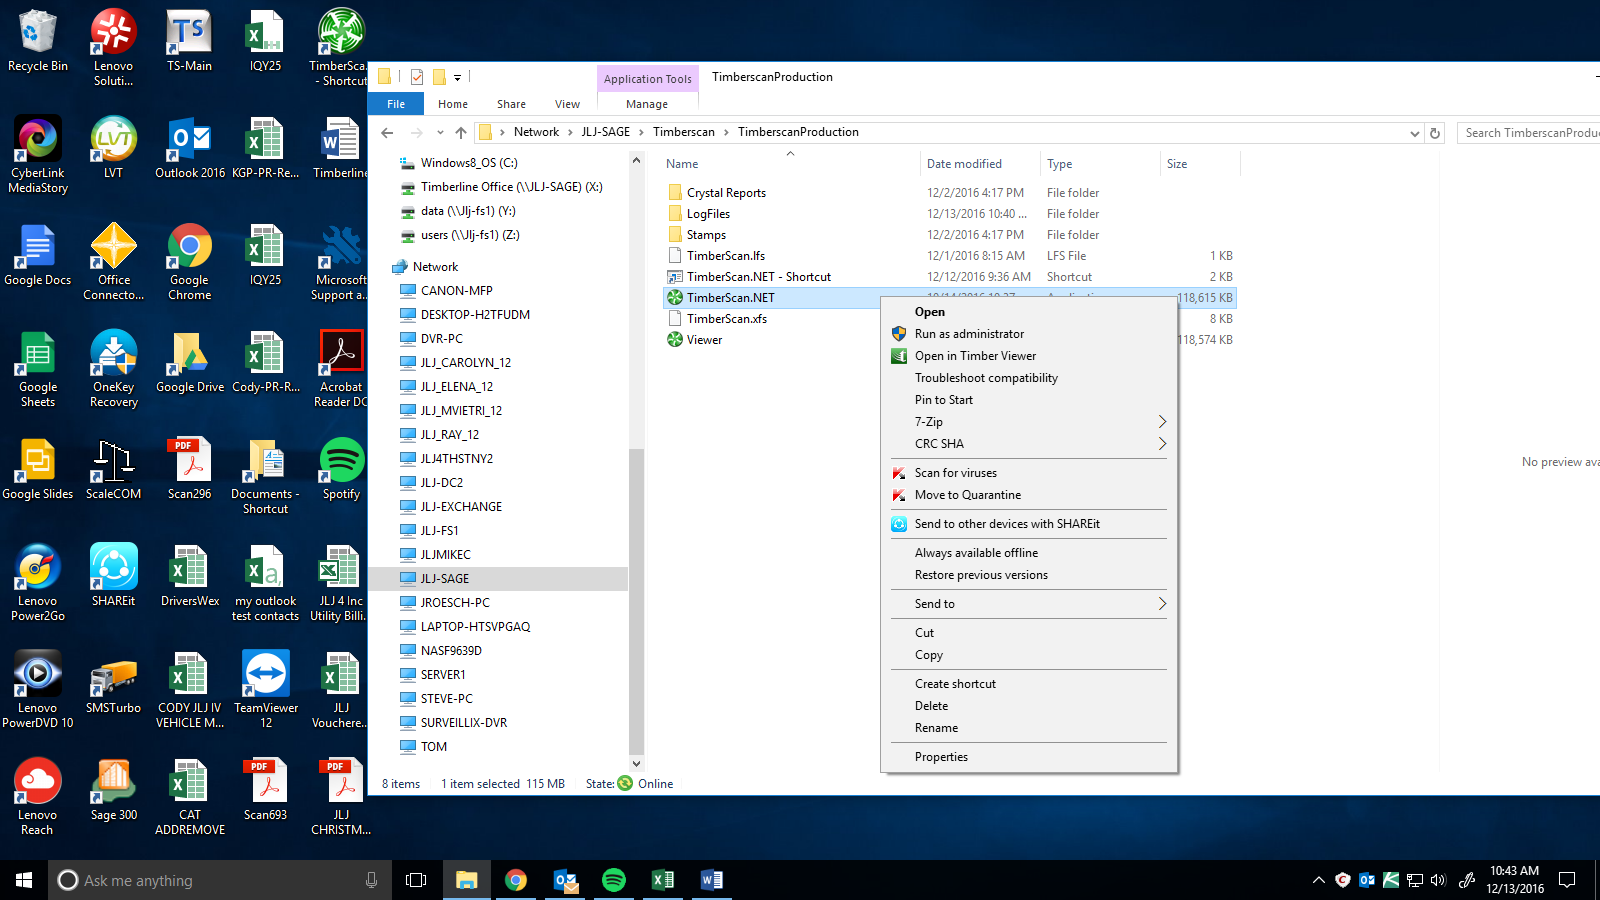 Recycle Bin
Lenovo
Soluti...
TS-Main
IQY25
TimberSca...
- Shortcut
CyberLink
MediaStory
LVT
Outlook 2016
KGP-PR-Re...
Timberline
Google Docs
Office
Connecto...
Google
Chrome
IQY25
Microsoft
Support a...
Google
Sheets
OneKey
Recovery
Google Drive
Cody-PR-R...
Acrobat
Reader DC
Google Slides
ScaleCOM
Scan296
Documents -
Shortcut
Spotify
Lenovo
Power2Go
SHAREit
DriversWex
my outlook
test contacts
JLJ 4 Inc
Utility Billi...
Lenovo
PowerDVD 10
SMSTurbo
CODY JLJ IV
VEHICLE M...
TeamViewer
12
JLJ
Vouchere...
Lenovo
Reach
Sage 300
CAT
ADDREMOVE
Scan693
JLJ
CHRISTM...
Application Tools
TimberscanProduction
File
Home
Share
View
Manage
Network
JLJ-SAGE
Timberscan
TimberscanProduction
Search TimberscanProduc
Windows8_OS (C:)
Timberline Office (\\JLJ-SAGE) (X:)
data (\\Jlj-fs1) (Y:)
users (\\Jlj-fs1) (Z:)
Network
CANON-MFP
DESKTOP-H2TFUDM
DVR-PC
JLJ_CAROLYN_12
JLJ_ELENA_12
JLJ_MVIETRI_12
JLJ_RAY_12
JLJ4THSTNY2
JLJ-DC2
JLJ-EXCHANGE
JLJ-FS1
JLJMIKEC
JLJ-SAGE
JROESCH-PC
LAPTOP-HTSVPGAQ
NASF9639D
SERVER1
STEVE-PC
SURVEILLIX-DVR
TOM
Name
Date modified
Type
Size
Crystal Reports
12/2/2016 4:17 PM
File folder
LogFiles
12/13/2016 10:40 ...
File folder
Stamps
12/2/2016 4:17 PM
File folder
TimberScan.lfs
12/1/2016 8:15 AM
LFS File
1 KB
TimberScan.NET - Shortcut
12/12/2016 9:36 AM
Shortcut
2 KB
TimberScan.NET
118,615 KB
TimberScan.xfs
8 KB
Viewer
118,574 KB
Open
Run as administrator
Open in Timber Viewer
Troubleshoot compatibility
Pin to Start
7-Zip
CRC SHA
Scan for viruses
Move to Quarantine
Send to other devices with SHAREit
Always available offline
Restore previous versions
Send to
Cut
Copy
Create shortcut
Delete
Rename
Properties
No preview ava
8 items
1 item selected 115 MB
State:
Online
Ask me anything
10:43 AM
12/13/2016